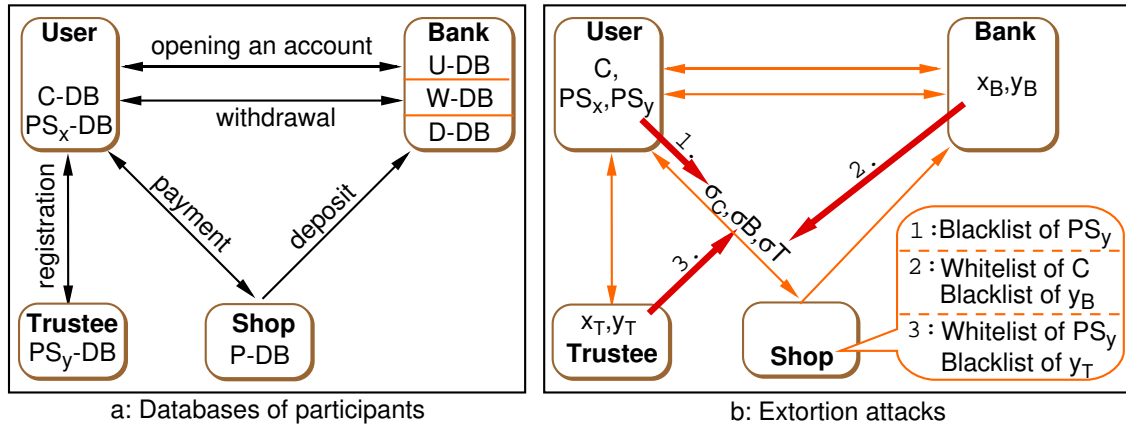 User
opening an account
Bank
U-DB
C-DB
W-DB
PSx-DB
withdrawal
D-DB
registration
payment
deposit
Trustee
PSy-DB
Shop
P-DB
a: Databases of participants
User
C,
PSx,PSy
Bank
xB,yB
1.
2.
σC,σB,σT
3.
xT,yT
Trustee
Shop
1:Blacklist of PSy
2:Whitelist of C
Blacklist of yB
3:Whitelist of PSy
Blacklist of yT
b: Extortion attacks